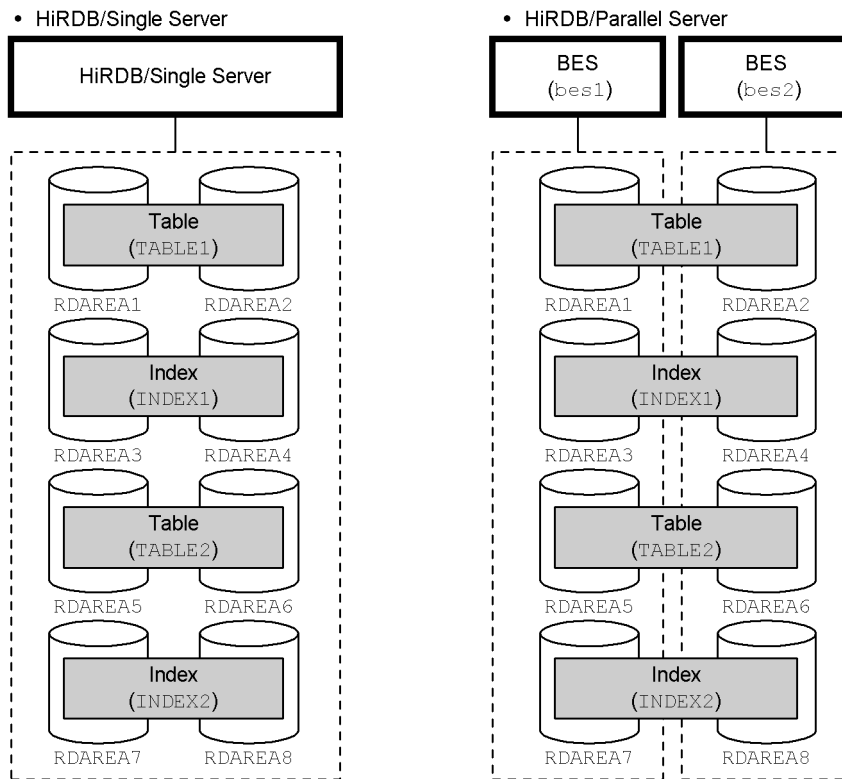 • HiRDB/Single Server
HiRDB/Single Server
Table
(TABLE1)
RDAREA1 RDAREA2
Index
(INDEX1)
RDAREA3 RDAREA4
Table
(TABLE2)
RDAREA5 RDAREA6
Index
(INDEX2)
RDAREA7 RDAREA8
• HiRDB/Parallel Server
BES
(bes1)
BES
(bes2)
Table
(TABLE1)
RDAREA1 RDAREA2
Index
(INDEX1)
RDAREA3 RDAREA4
Table
(TABLE2)
RDAREA5 RDAREA6
Index
(INDEX2)
RDAREA7 RDAREA8